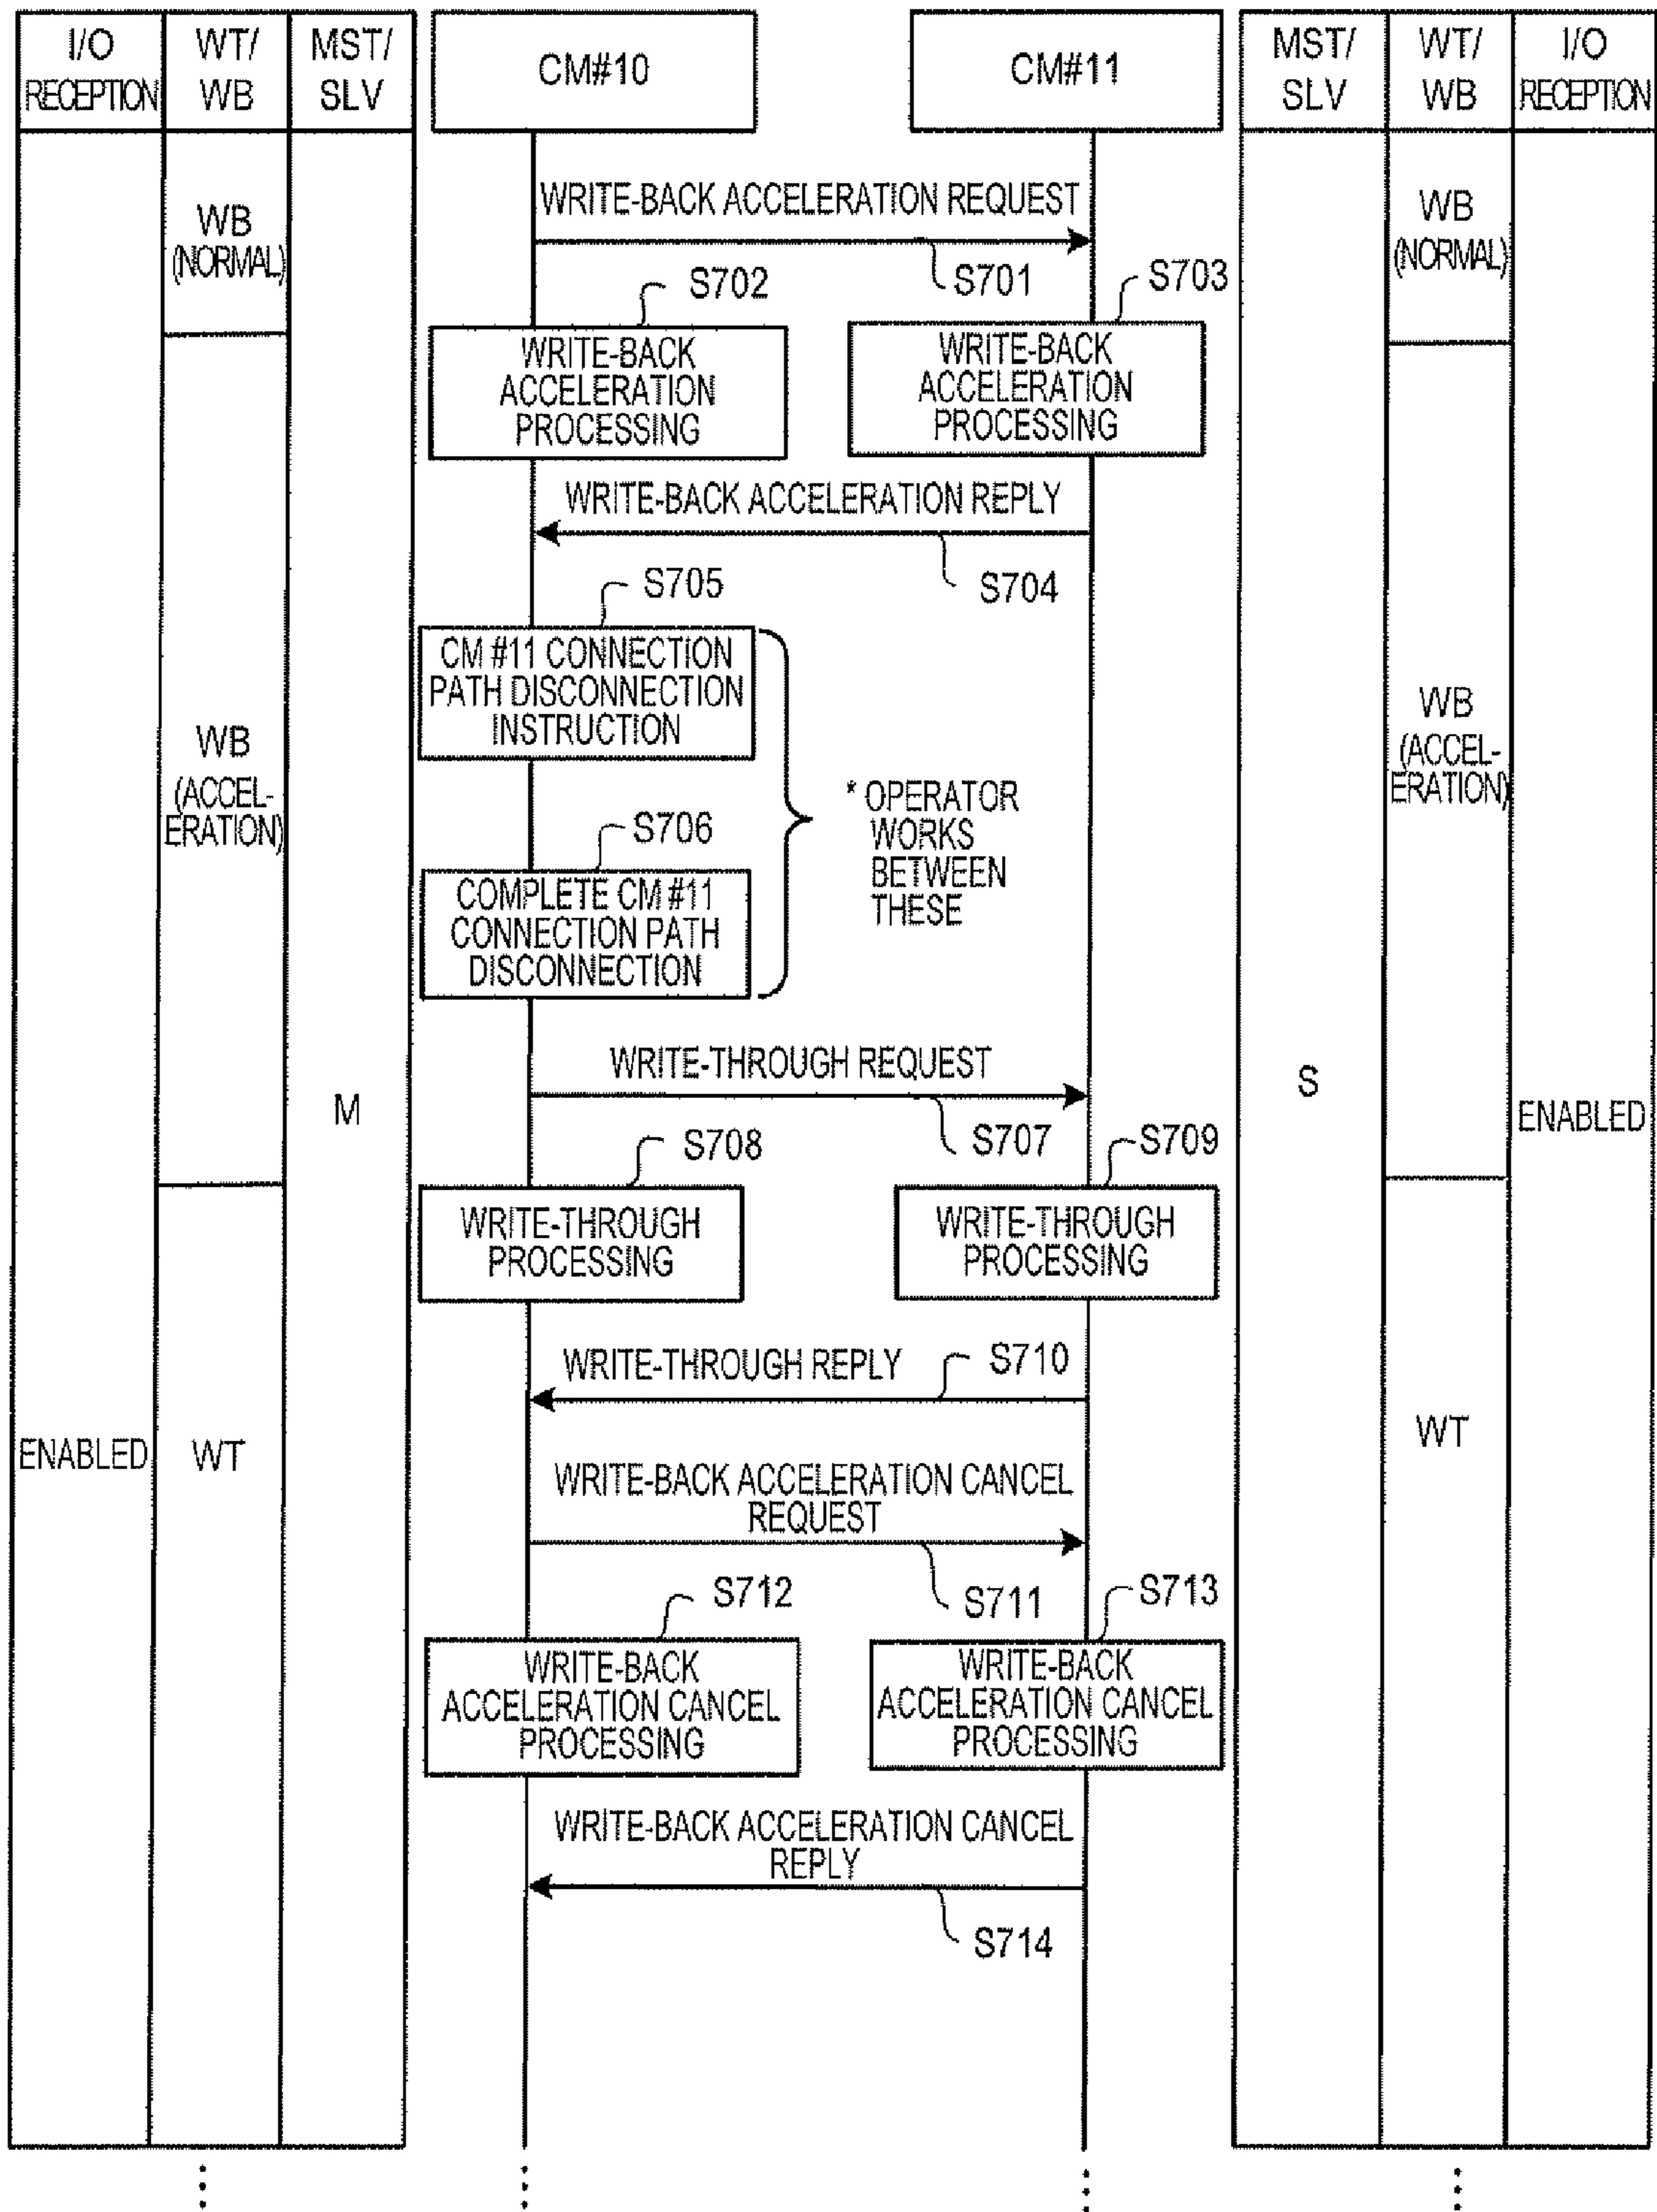 I/O
RECEPTION
WT/
WB
MST/
SLV
CM#10
CM#11
MST/
SLV
WT/
WB
I/O
RECEPTION
WB
(NORMAL)
WRITE-BACK ACCELERATION REQUEST
S701
WB
(NORMAL)
S702
WRITE-BACK
ACCELERATION
PROCESSING
S703
WRITE-BACK
ACCELERATION
PROCESSING
WRITE-BACK ACCELERATION REPLY
S704
S705
CM #11 CONNECTION
PATH DISCONNECTION
INSTRUCTION
WB
(ACCEL-
ERATION)
* OPERATOR
WORKS
BETWEEN
THESE
WB
(ACCEL-
ERATION)
S706
COMPLETE CM #11
CONNECTION PATH
DISCONNECTION
WRITE-THROUGH REQUEST
S707
M
S
ENABLED
S708
WRITE-THROUGH
PROCESSING
S709
WRITE-THROUGH
PROCESSING
WRITE-THROUGH REPLY
S710
ENABLED
WT
WT
WRITE-BACK ACCELERATION CANCEL
REQUEST
S711
S712
WRITE-BACK
ACCELERATION CANCEL
PROCESSING
S713
WRITE-BACK
ACCELERATION CANCEL
PROCESSING
WRITE-BACK ACCELERATION CANCEL
REPLY
S714